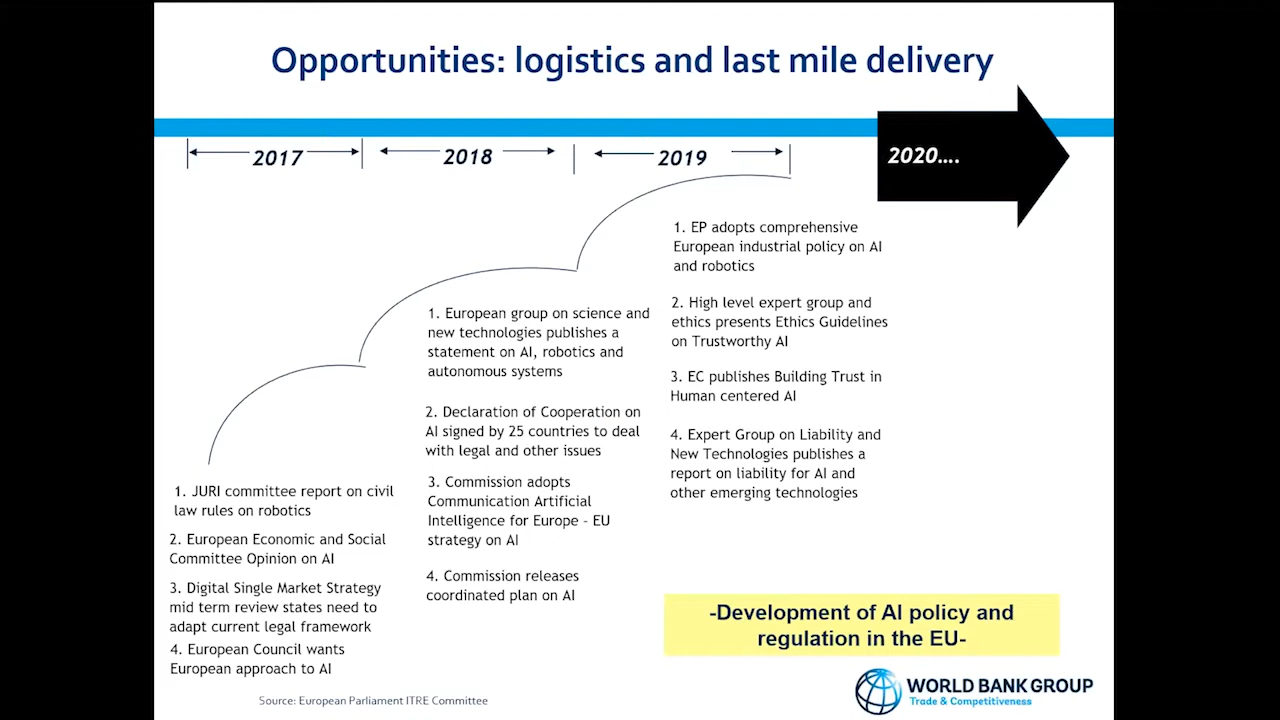 Opportunities: logistics and last mile delivery
2017
2018
2019
2020....
1. JURI committee report on civil
law rules on robotics
2. European Economic and Social
Committee Opinion on AI
3. Digital Single Market Strategy
mid term review states need to
adapt current legal framework
4. European Council wants
European approach to AI
1. European group on science and
new technologies publishes a
statement on AI, robotics and
autonomous systems
2. Declaration of Cooperation on
AI signed by 25 countries to deal
with legal and other issues
3. Commission adopts
Communication Artificial
Intelligence for Europe - EU
strategy on AI
4. Commission releases
coordinated plan on AI
1. EP adopts comprehensive
European industrial policy on AI
and robotics
2. High level expert group and
ethics presents Ethics Guidelines
on Trustworthy AI
3. EC publishes Building Trust in
Human centered AI
4. Expert Group on Liability and
New Technologies publishes a
report on liability for AI and
other emerging technologies
-Development of AI policy and
regulation in the EU-
Source: European Parliament ITRE Committee
WORLD BANK GROUP
Trade & Competitiveness